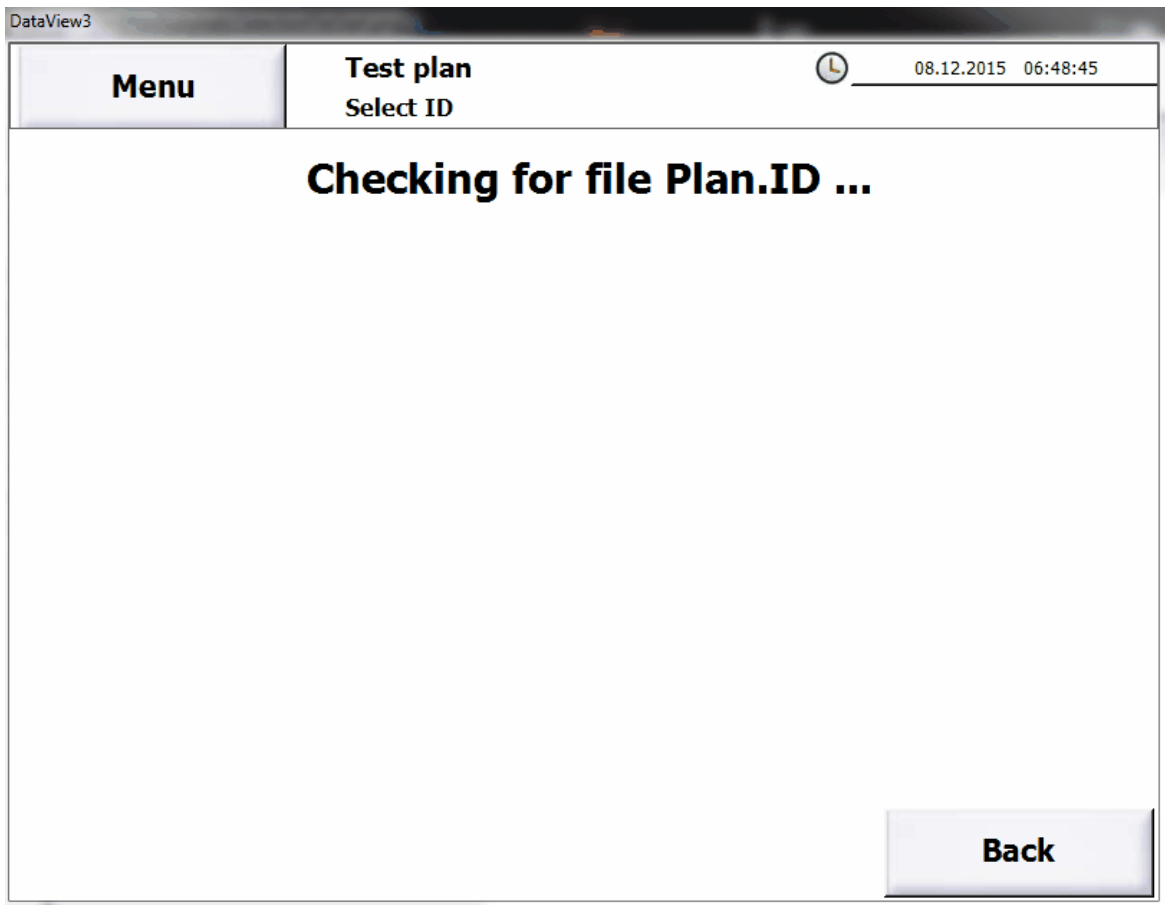 DataView3
Menu
Test plan
08.12.2015 06:48:45
Select ID
Checking for file Plan.ID ...
Back